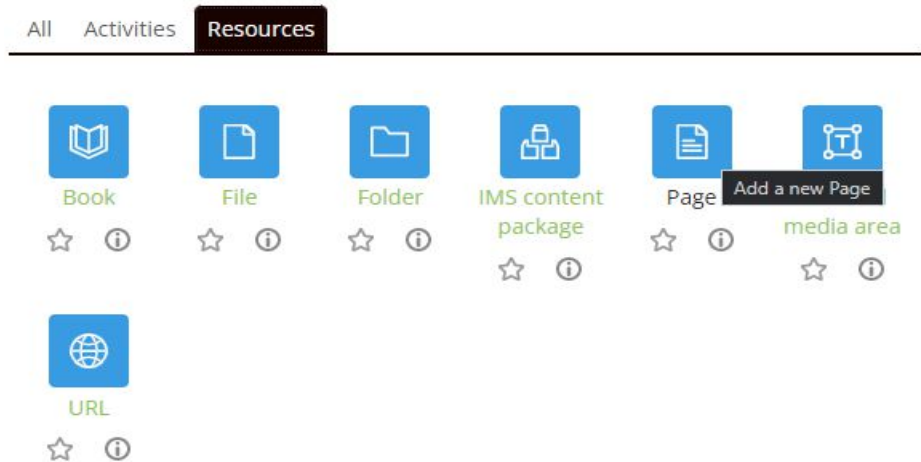 All Activities Resources
Book File Folder IMS content package Page Add a new Page media area
URL